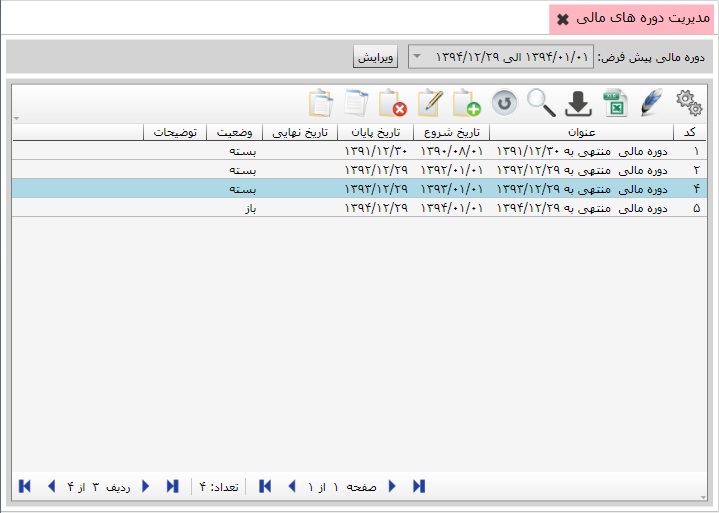 مدیریت دوره های مالی
دوره مالی پیش فرض: ۱۳۹۴/۰۱/۰۱ الی ۱۳۹۴/۱۲/۲۹ ویرایش
کد عنوان تاریخ شروع تاریخ پایان تاریخ نهایی وضعیت توضیحات
۱ دوره مالی منتهی به ۱۳۹۱/۱۲/۳۰ ۱۳۹۰/۰۸/۰۱ ۱۳۹۱/۱۲/۳۰ بسته
۲ دوره مالی منتهی به ۱۳۹۲/۱۲/۲۹ ۱۳۹۲/۰۱/۰۱ ۱۳۹۲/۱۲/۲۹ بسته
۴ دوره مالی منتهی به ۱۳۹۳/۱۲/۲۹ ۱۳۹۳/۰۱/۰۱ ۱۳۹۳/۱۲/۲۹ بسته
۵ دوره مالی منتهی به ۱۳۹۴/۱۲/۲۹ ۱۳۹۴/۰۱/۰۱ ۱۳۹۴/۱۲/۲۹ باز
صفحه ۱ از ۱ تعداد: ۴ ردیف ۳ از ۴